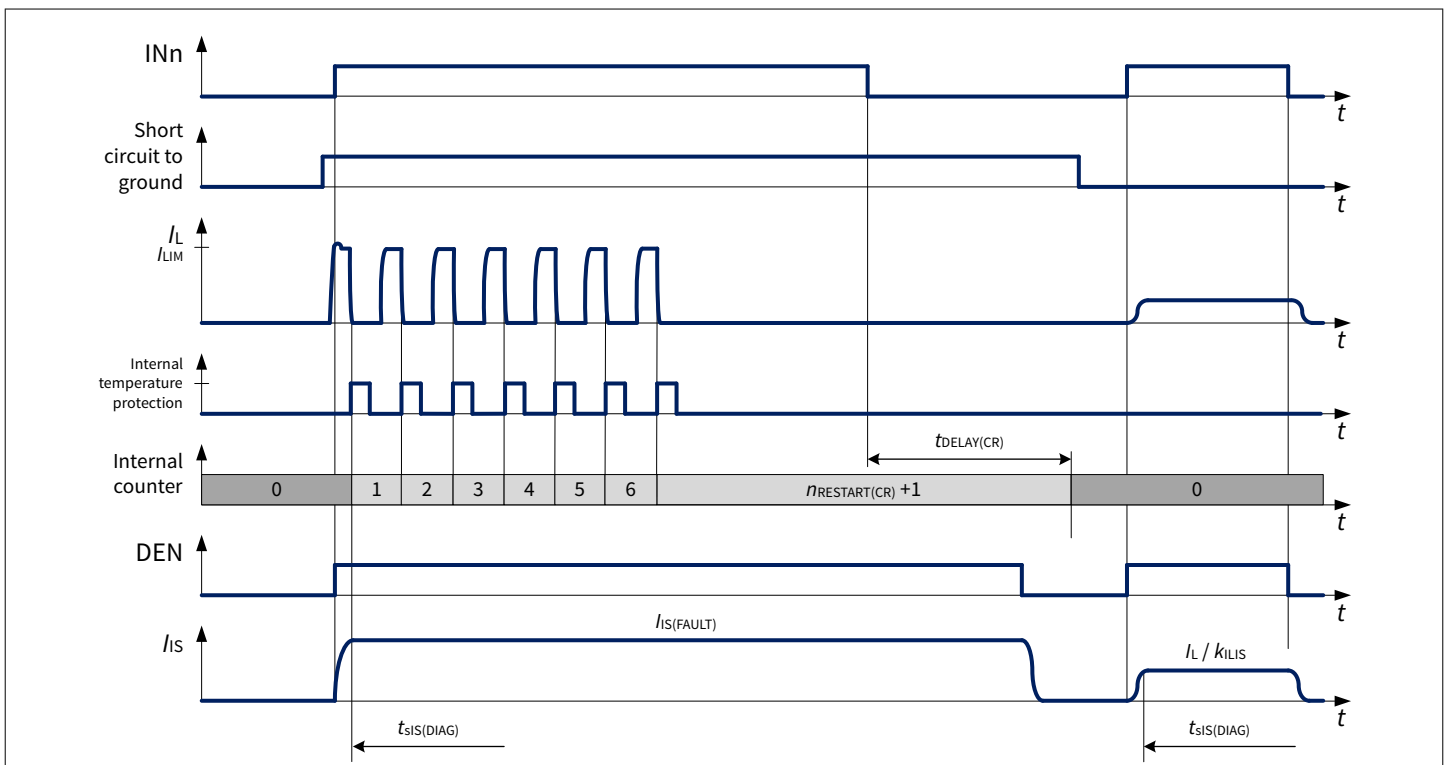 INn
t
Short
circuit to
ground
t
IL
ILIM
t
Internal
temperature
protection
t
tDELAY(CR)
Internal
counter
0 1 2 3 4 5 6 nRESTART(CR) +1 0
t
DEN
t
IIS(FAULT)
IIS
IL / kILIS
t
tsIS(DIAG) tsIS(DIAG)